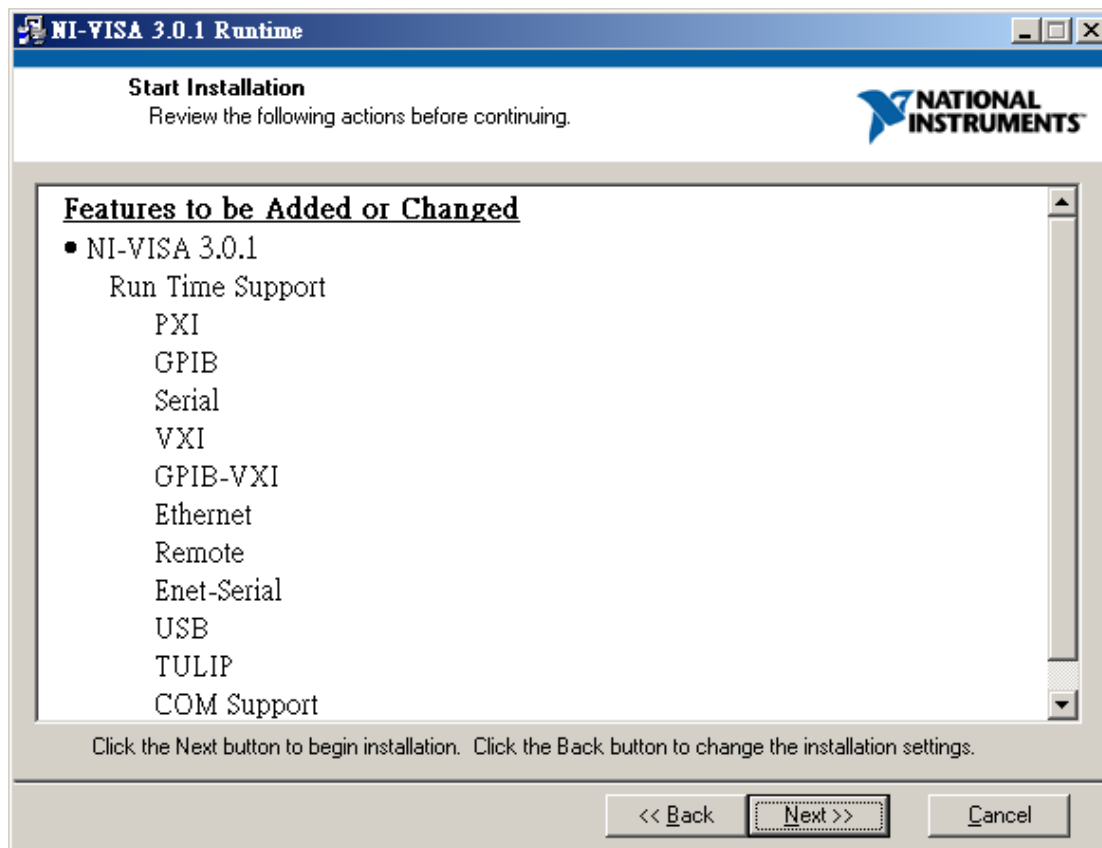 NI-VISA 3.0.1 Runtime
Start Installation
Review the following actions before continuing.
NATIONAL
INSTRUMENTS™
Features to be Added or Changed
• NI-VISA 3.0.1
Run Time Support
PXI
GPIB
Serial
VXI
GPIB-VXI
Ethernet
Remote
Enet-Serial
USB
TULIP
COM Support
Click the Next button to begin installation. Click the Back button to change the installation settings.
<< Back
Next >>
Cancel